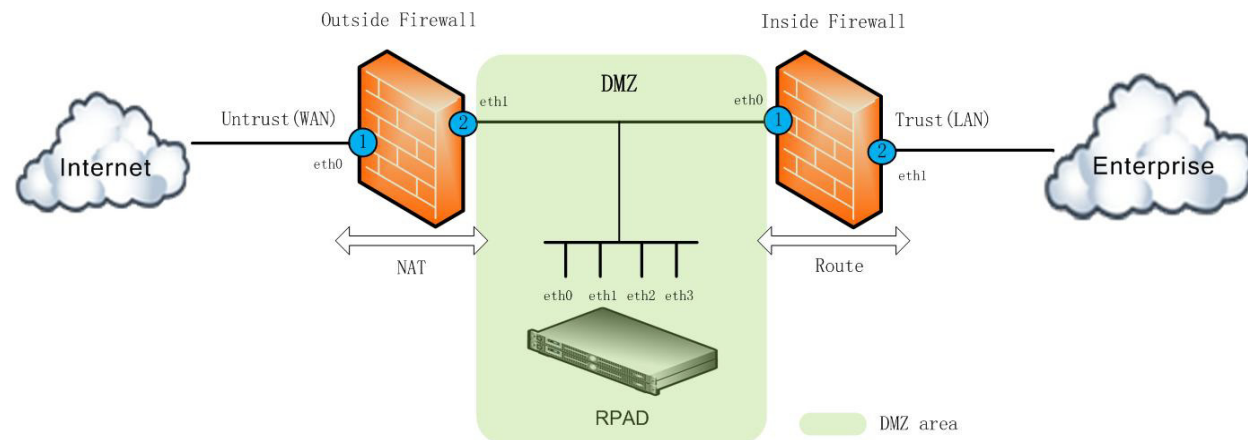 Outside Firewall
Inside Firewall
DMZ
eth1
eth0
Untrust(WAN)
Trust(LAN)
1
2
1
2
Internet
eth0
Enterprise
eth1
NAT
Route
eth0 eth1 eth2 eth3
RPAD
DMZ area